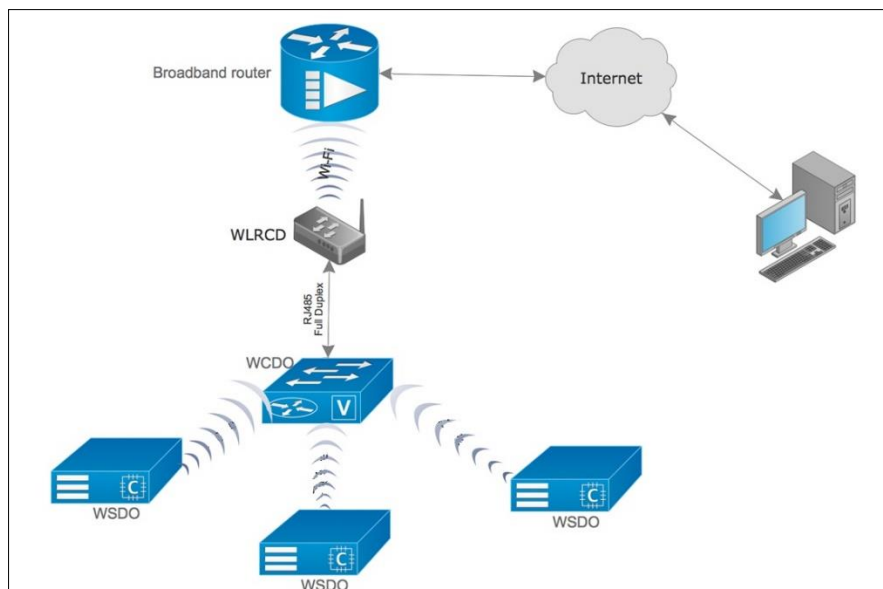 Broadband router
Internet
Wi-Fi
WLRCD
RJ485
Full Duplex
WCDO
V
C
WSDO
C
WSDO
C
WSDO